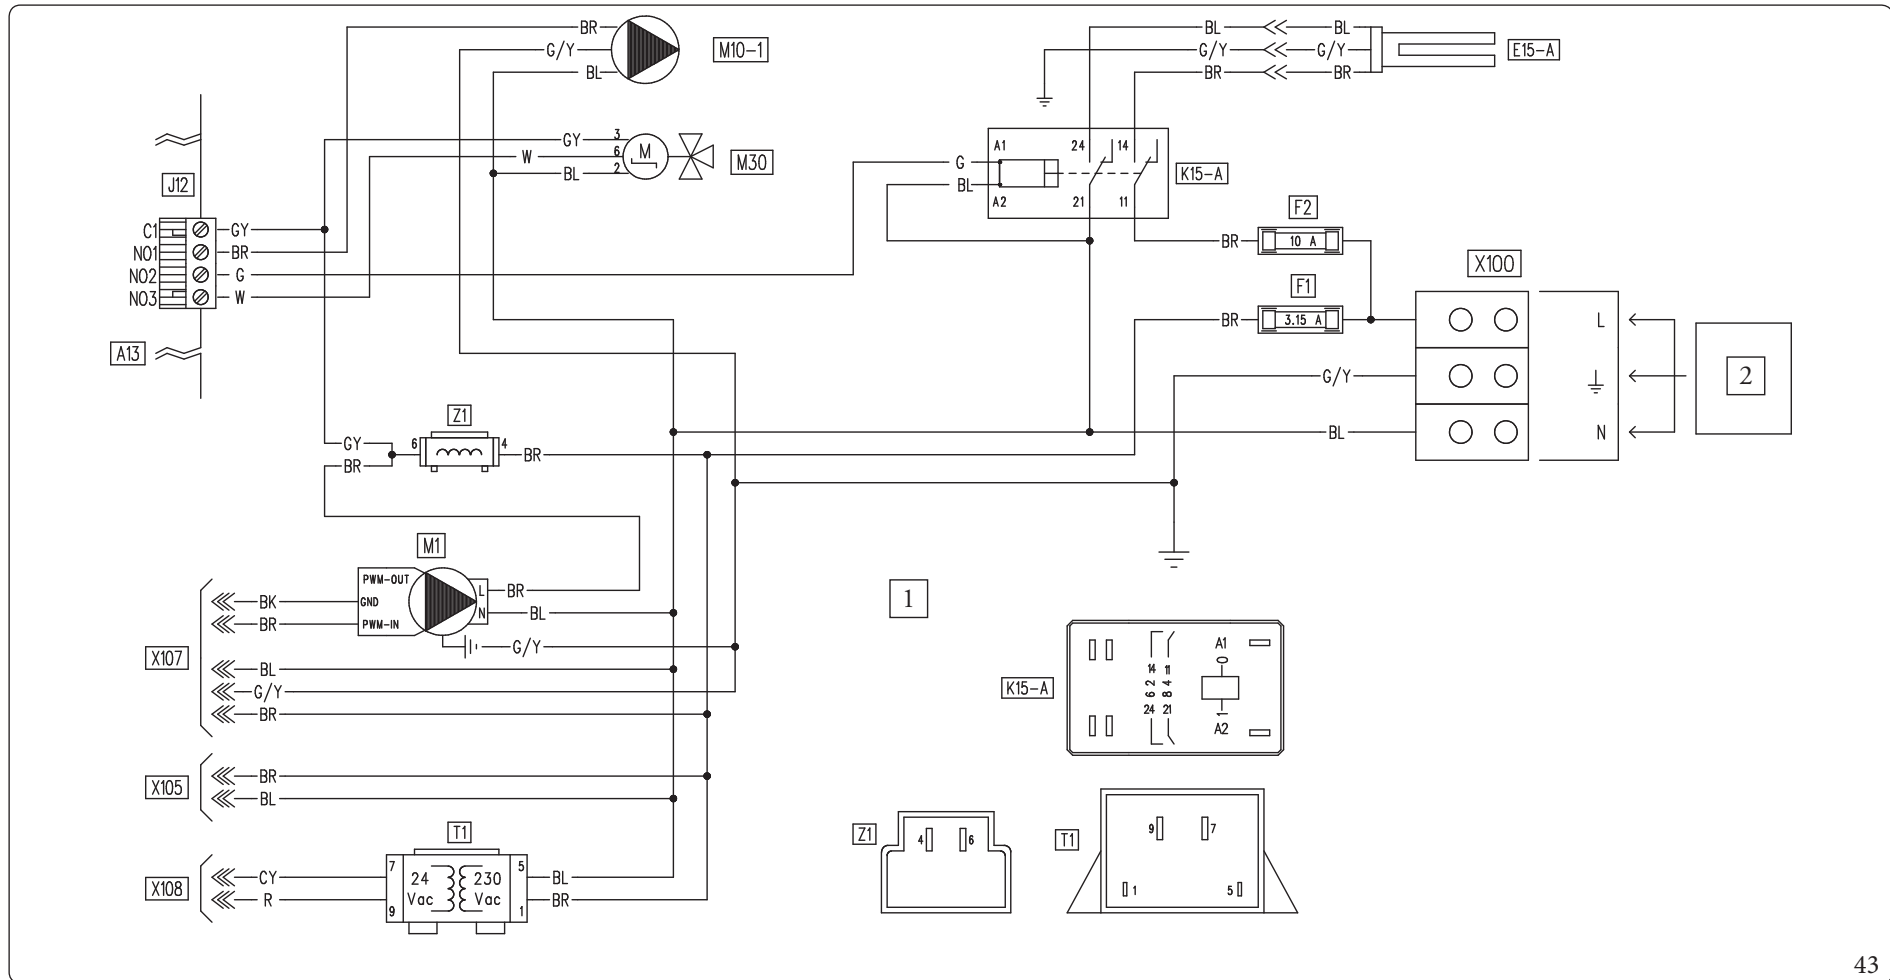 BR
G/Y
BL
M10-1
BL
BL
G/Y
G/Y
BR
BR
E15-A
GY
3
W
6
BL
2
M
M30
J12
A1
24
14
G
BL
A2
21
11
K15-A
C1
GY
NO1
BR
NO2
G
NO3
W
A13
F2
BR
10 A
F1
BR
3.15 A
X100
L
G/Y
2
BL
N
Z1
GY
6
4
BR
BR
M1
PWM-OUT
GND
PWM-IN
L
N
BR
BL
G/Y
BK
BR
X107
BL
G/Y
BR
X105
BR
BL
T1
X108
CY
R
7
24
Vac
9
230
Vac
5
1
BL
BR
1
K15-A
14 11
6 2 8 4
24 21
A1
0
1
A2
Z1
4
6
T1
9
7
1
5
43